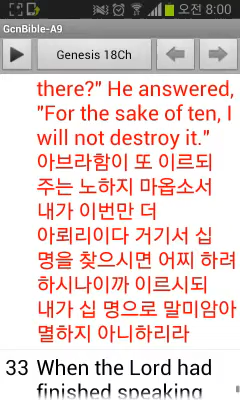 오전 8:00
GcnBible-A9
Genesis 18Ch
there?" He answered,
"For the sake of ten, I
will not destroy it."
아브라함이 또 이르되
주는 노하지 마옵소서
내가 이번만 더
아뢰리이다 거기서 십
명을 찾으시면 어찌 하려
하시나이까 이르시되
내가 십 명으로 말미암아
멸하지 아니하리라
33 When the Lord had
finished speaking